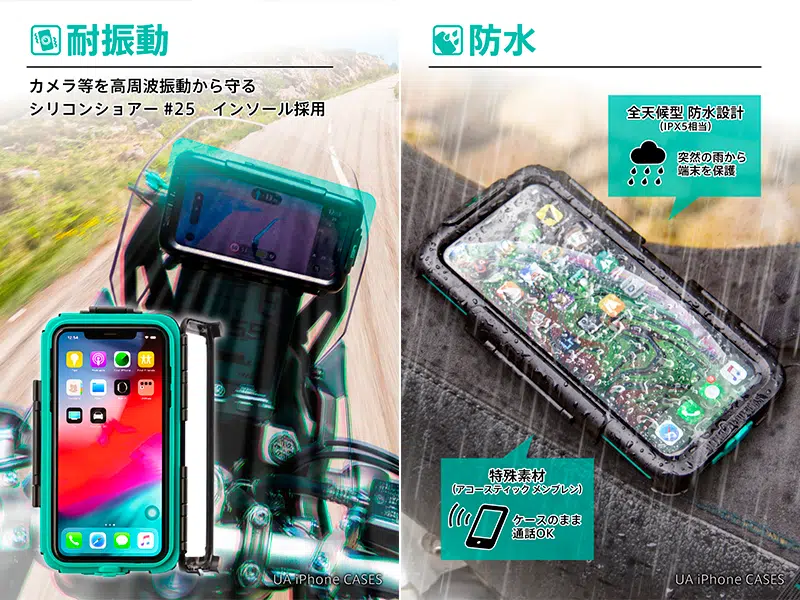 耐振動
カメラ等を高周波振動から守る
シリコンショアー #25　インソール採用
12:54
UA iPhone CASES
防水
全天候型 防水設計
(IPX5相当)
突然の雨から
端末を保護
特殊素材
(アコースティック メンブレン)
ケースのまま
通話OK
UA iPhone CASES